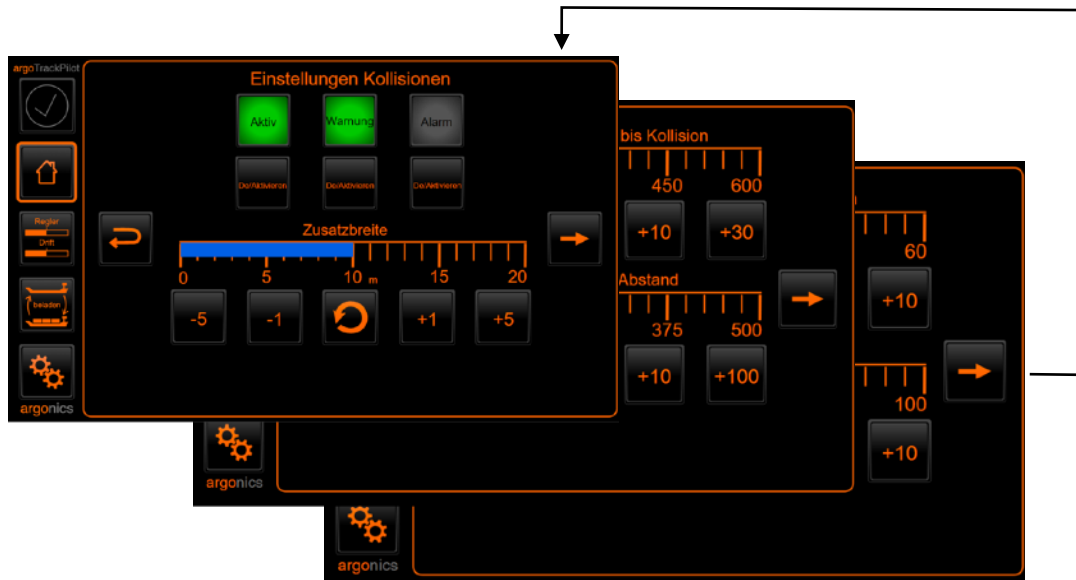 argoTrackPilot
Einstellungen Kollisionen
Aktiv Warnung Alarm
De/Aktivieren De/Aktivieren De/Aktivieren
Regler
Drift
Zusatzbreite
0 5 10 m 15 20
beladen
-5 -1 +1 +5
argonics
bis Kollision
450 600
+10 +30
Abstand
375 500
+10 +100
argonics
60
+10
100
+10
argonics